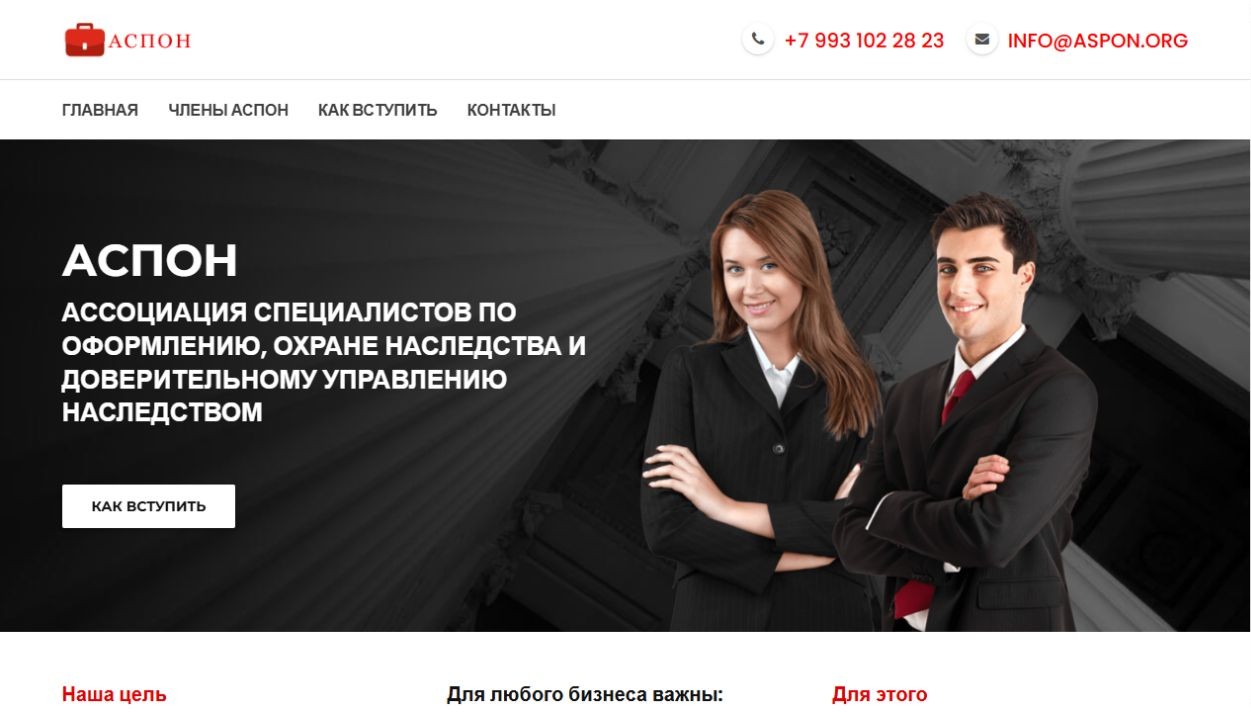 АСПОН
+7 993 102 28 23
INFO@ASPON.ORG
ГЛАВНАЯ ЧЛЕНЫ АСПОН КАК ВСТУПИТЬ КОНТАКТЫ
АСПОН
АССОЦИАЦИЯ СПЕЦИАЛИСТОВ ПО
ОФОРМЛЕНИЮ, ОХРАНЕ НАСЛЕДСТВА И
ДОВЕРИТЕЛЬНОМУ УПРАВЛЕНИЮ
НАСЛЕДСТВОМ
КАК ВСТУПИТЬ
Наша цель
Для любого бизнеса важны:
Для этого